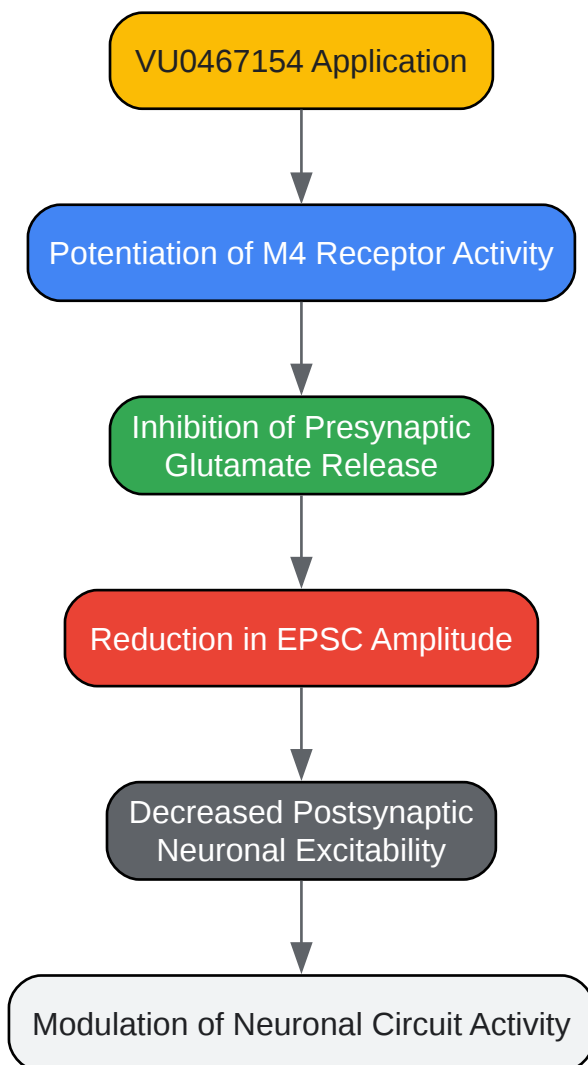 VU0467154 Application
Potentiation of M4 Receptor Activity
Inhibition of Presynaptic
Glutamate Release
Reduction in EPSC Amplitude
Decreased Postsynaptic
Neuronal Excitability
Modulation of Neuronal Circuit Activity